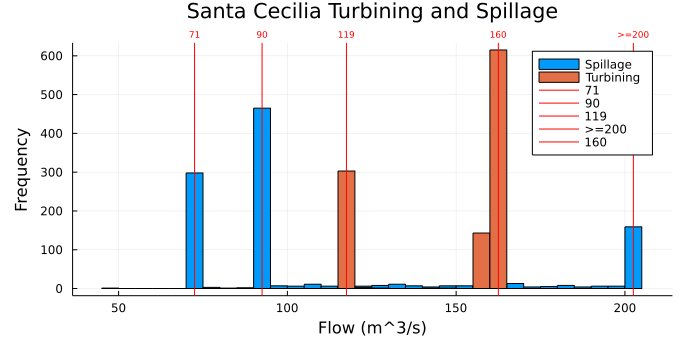 Santa Cecilia Turbining and Spillage
71 90 119 160 >=200
Spillage
Turbining
71
90
119
>=200
160
Frequency
600
500
400
300
200
100
0
50 100 150 200
Flow (m^3/s)